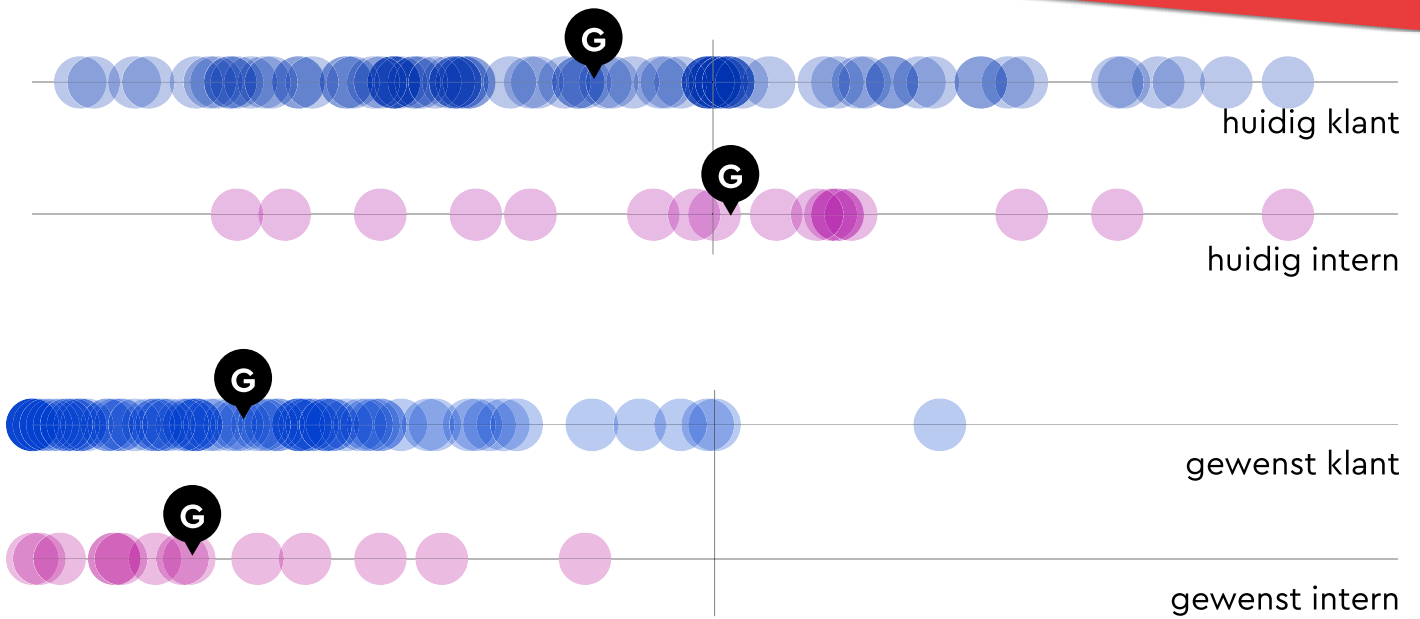 G
huidig klant
G
huidig intern
G
gewenst klant
G
gewenst intern